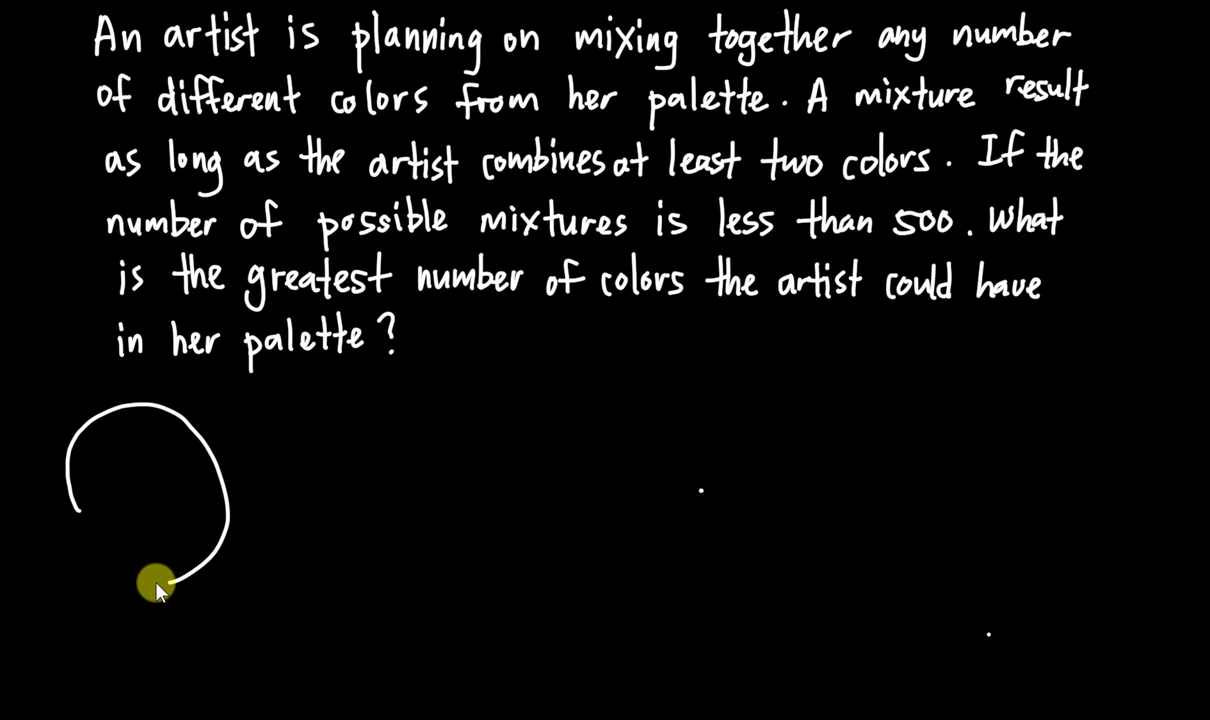 An artist is planning on mixing together any number
of different colors from her palette. A mixture result
as long as the artist combines at least two colors. If the
number of possible mixtures is less than 500. What
is the greatest number of colors the artist could have
in her palette?